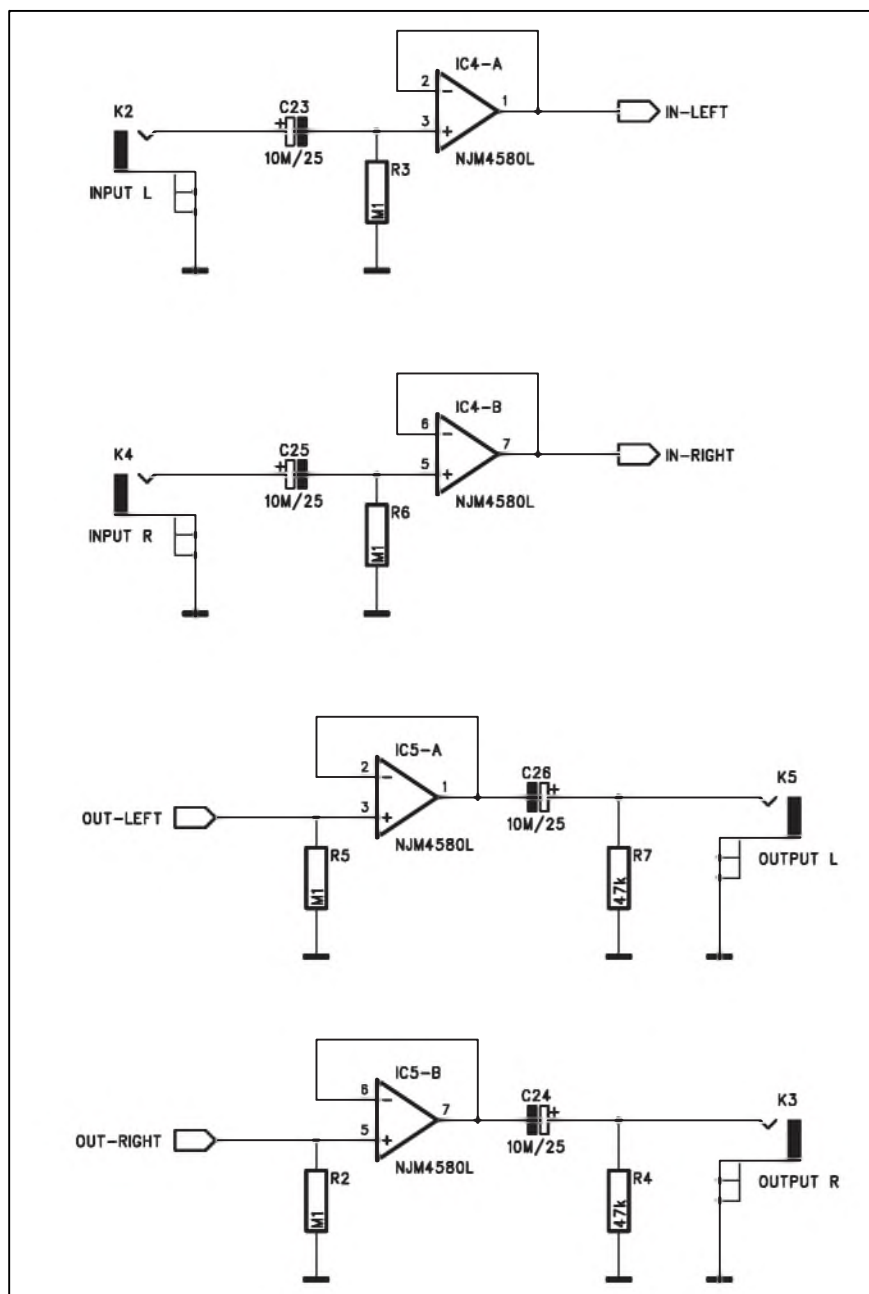 IC4-A
2
1
3
K2
C23
10M/25
IN-LEFT
NJM4580L
R3
M1
INPUT L
IC4-B
6
7
5
K4
C25
10M/25
IN-RIGHT
NJM4580L
R6
M1
INPUT R
IC5-A
2
1
3
OUT-LEFT
C26
10M/25
K5
NJM4580L
R5
M1
R7
47k
OUTPUT L
IC5-B
6
7
5
OUT-RIGHT
C24
10M/25
K3
NJM4580L
R2
M1
R4
47k
OUTPUT R